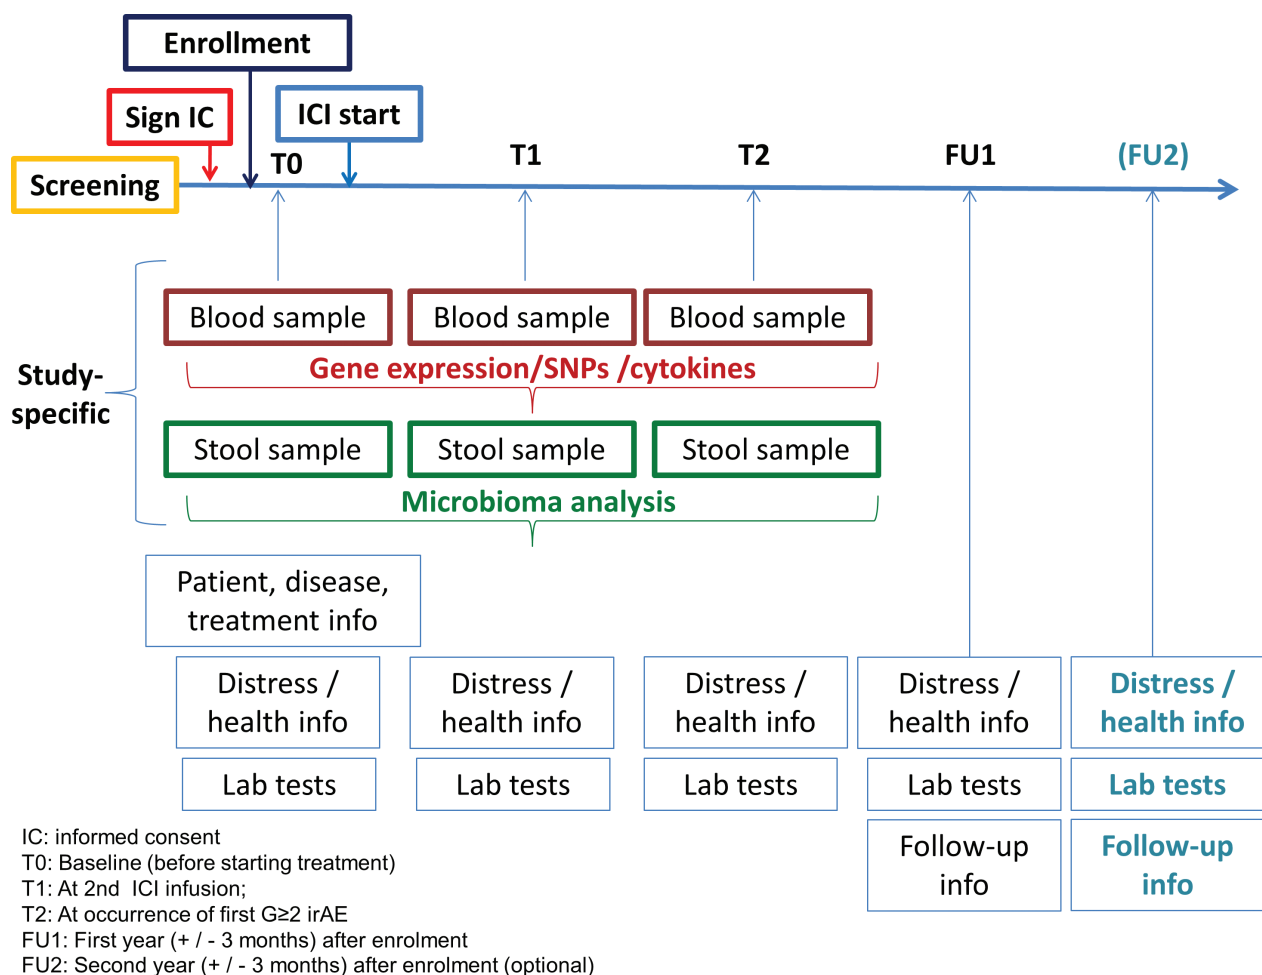 Enrollment
Sign IC
ICI start
Screening
T0
T1
T2
FU1
(FU2)
Study-
specific
Blood sample
Blood sample
Blood sample
Gene expression/SNPs /cytokines
Stool sample
Stool sample
Stool sample
Microbioma analysis
Patient, disease,
treatment info
Distress /
health info
Distress /
health info
Distress /
health info
Distress /
health info
Distress /
health info
Lab tests
Lab tests
Lab tests
Lab tests
Lab tests
Follow-up
info
Follow-up
info
IC: informed consent
T0: Baseline (before starting treatment)
T1: At 2nd ICI infusion;
T2: At occurrence of first G≥2 irAE
FU1: First year (+ / - 3 months) after enrolment
FU2: Second year (+ / - 3 months) after enrolment (optional)